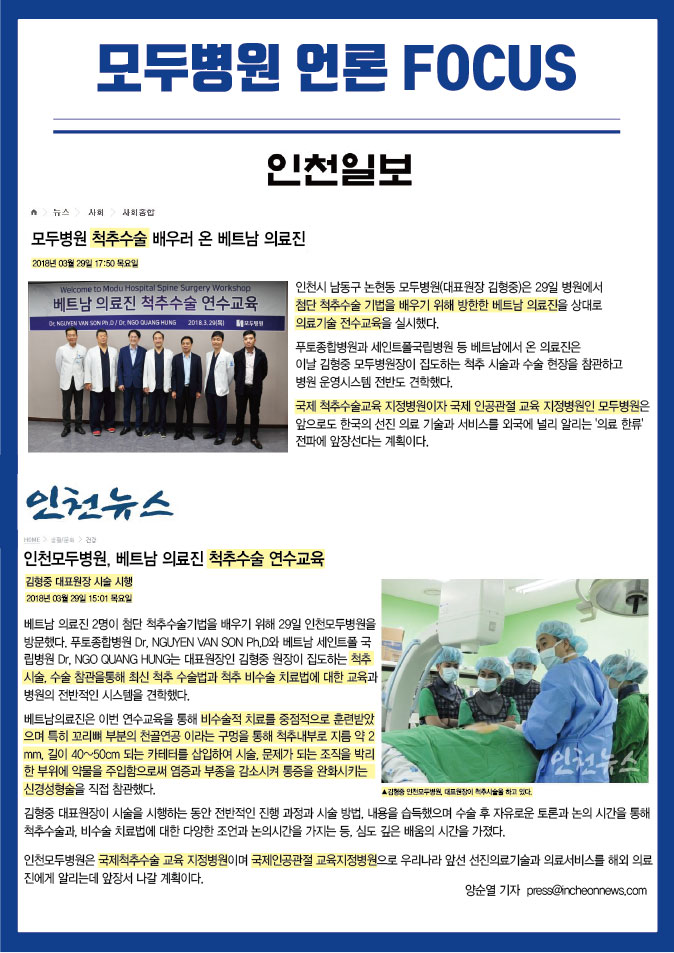 모두병원 언론 FOCUS
인천일보
뉴스 > 사회 > 사회종합
모두병원 척추수술 배우러 온 베트남 의료진
2018년 03월 29일 17:50 목요일
Welcome to Modu Hospital Spine Surgery Workshop
베트남 의료진 척추수술 연수교육
Dr. NGUYEN VAN SON Ph.D / Dr. NGO QUANG HUNG 2018.3.29(목) 모두병원
인천시 남동구 논현동 모두병원(대표원장 김형중)은 29일 병원에서
첨단 척추수술 기법을 배우기 위해 방한한 베트남 의료진을 상대로
의료기술 전수교육을 실시했다.
푸토종합병원과 세인트폴국립병원 등 베트남에서 온 의료진은
이날 김형중 모두병원장이 집도하는 척추 시술과 수술 현장을 참관하고
병원 운영시스템 전반도 견학했다.
국제 척추수술교육 지정병원이자 국제 인공관절 교육 지정병원인 모두병원은
앞으로도 한국의 선진 의료 기술과 서비스를 외국에 널리 알리는 '의료 한류'
전파에 앞장선다는 계획이다.
인천뉴스
HOME > 생활/문화 > 건강
인천모두병원, 베트남 의료진 척추수술 연수교육
김형중 대표원장 시술 시행
2018년 03월 29일 15:01 목요일
베트남 의료진 2명이 첨단 척추수술기법을 배우기 위해 29일 인천모두병원을
방문했다. 푸토종합병원 Dr, NGUYEN VAN SON Ph,D와 베트남 세인트폴 국
립병원 Dr, NGO QUANG HUNG는 대표원장인 김형중 원장이 집도하는 척추
시술, 수술 참관을통해 최신 척추 수술법과 척추 비수술 치료법에 대한 교육과
병원의 전반적인 시스템을 견학했다.
베트남의료진은 이번 연수교육을 통해 비수술적 치료를 중점적으로 훈련받았
으며 특히 꼬리뼈 부분의 천골연공 이라는 구멍을 통해 척추내부로 지름 약 2
mm, 길이 40~50cm 되는 카테터를 삽입하여 시술, 문제가 되는 조직을 박리
한 부위에 약물을 주입함으로써 염증과 부종을 감소시켜 통증을 완화시키는
신경성형술을 직접 참관했다.
인천뉴스
▲김형중 인천모두병원, 대표원장이 척추시술을 하고 있다.
김형중 대표원장이 시술을 시행하는 동안 전반적인 진행 과정과 시술 방법, 내용을 습득했으며 수술 후 자유로운 토론과 논의 시간을 통해
척추수술과, 비수술 치료법에 대한 다양한 조언과 논의시간을 가지는 등, 심도 깊은 배움의 시간을 가졌다.
인천모두병원은 국제척추수술 교육 지정병원이며 국제인공관절 교육지정병원으로 우리나라 앞선 선진의료기술과 의료서비스를 해외 의료
진에게 알리는데 앞장서 나갈 계획이다.
양순열 기자 press@incheonnews.com